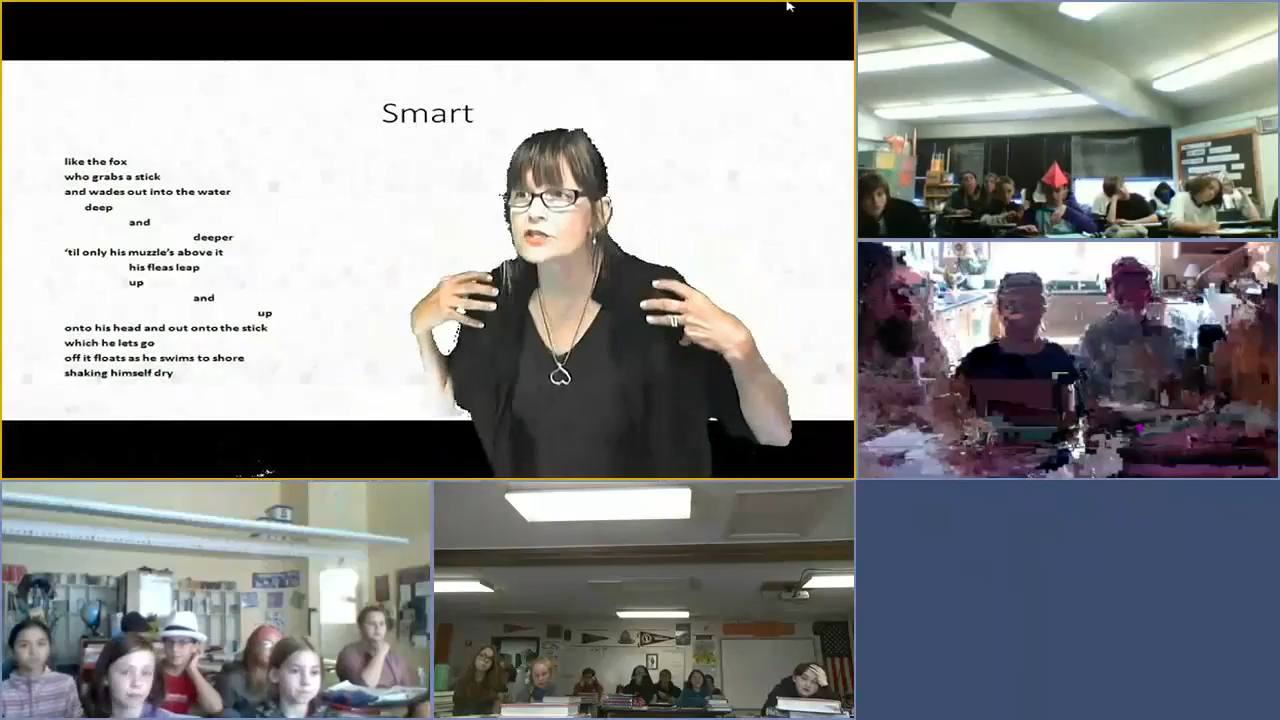 Smart
like the fox
who grabs a stick
and wades out into the water
deep
and
deeper
‘til only his muzzle’s above it
his fleas leap
up
and
up
onto his head and out onto the stick
which he lets go
off it floats as he swims to shore
shaking himself dry